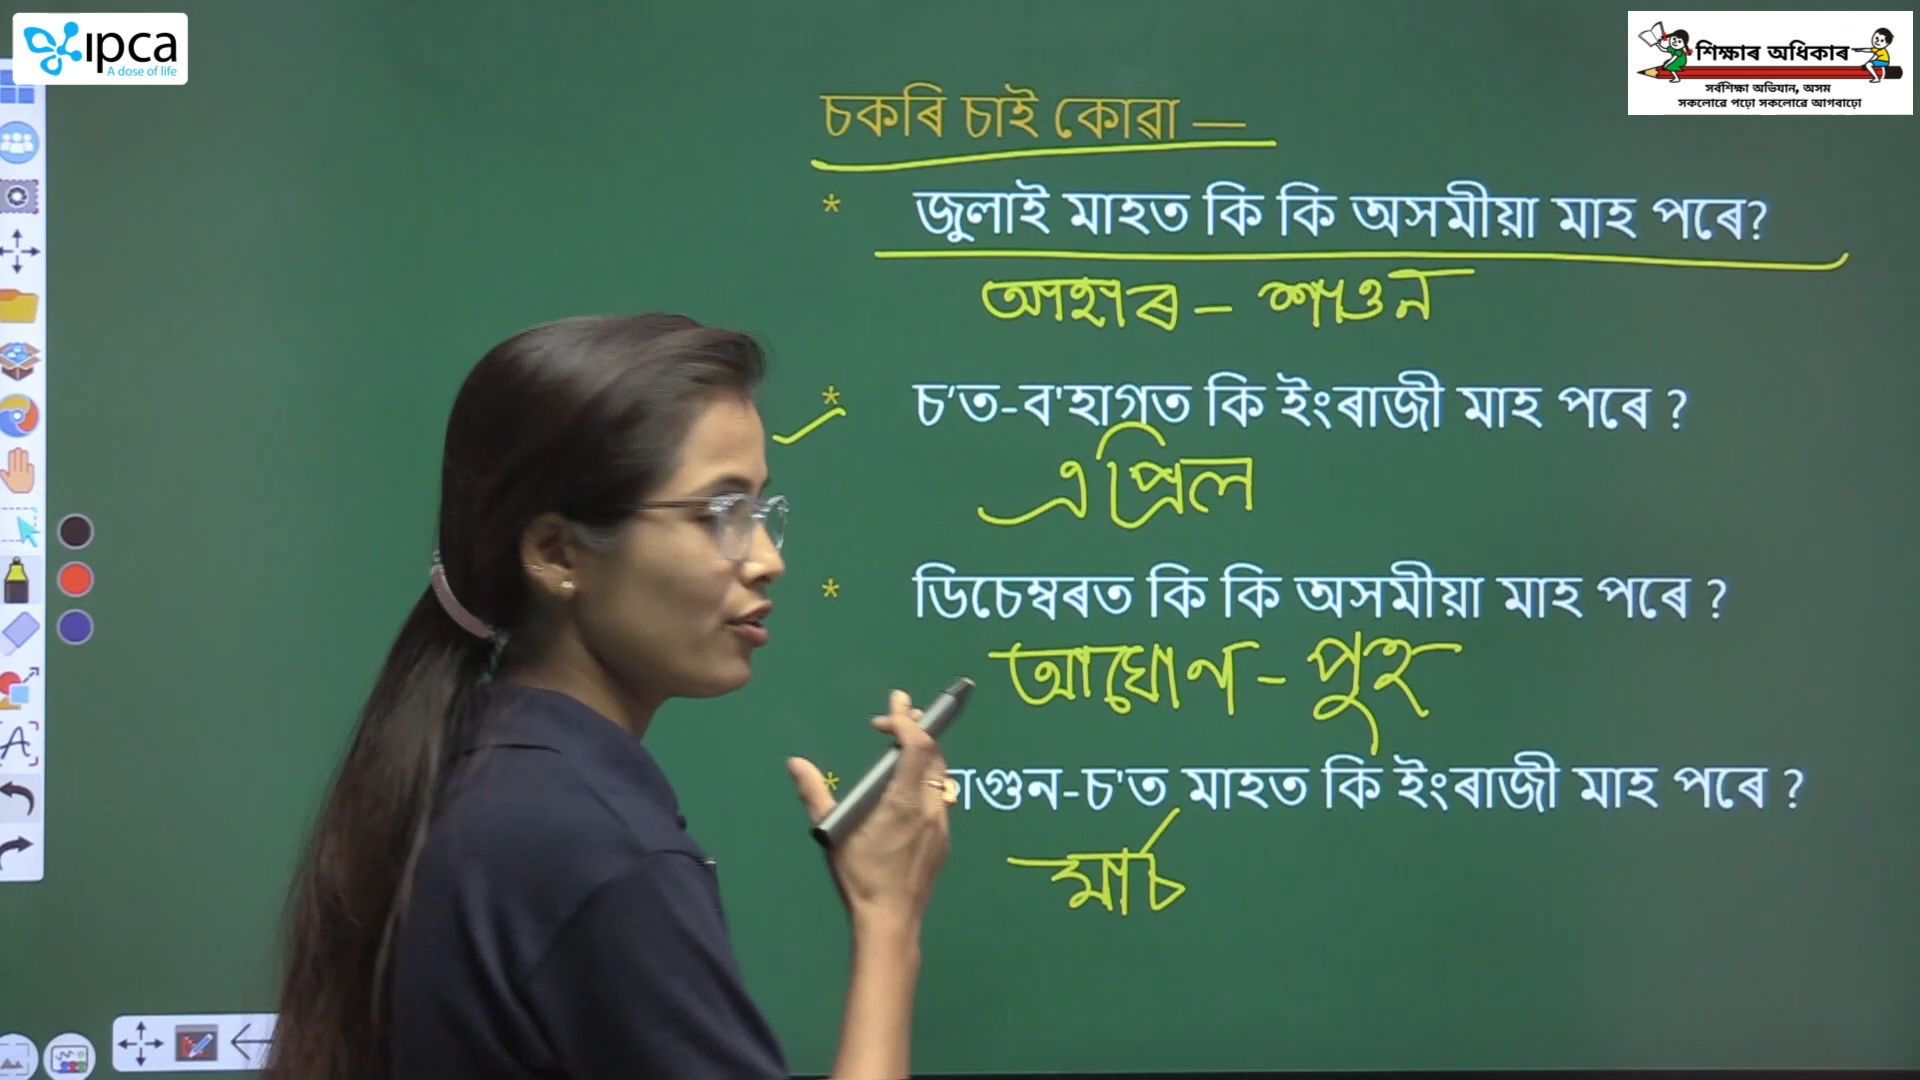 ipca
A dose of life
শিক্ষাৰ অধিকাৰ
সৰ্বশিক্ষা অভিযান, অসম
সকলোৱে পঢ়ো সকলোৱে আগবাঢ়ো
চকৰি চাই কোৱা —
* জুলাই মাহত কি কি অসমীয়া মাহ পৰে?
আহাৰ – শাওন
* চ'ত-ব'হাগত কি ইংৰাজী মাহ পৰে ?
এপ্ৰিল
* ডিচেম্বৰত কি কি অসমীয়া মাহ পৰে ?
আঘোণ – পুহ
* াগুন-চ'ত মাহত কি ইংৰাজী মাহ পৰে ?
মাৰ্চ